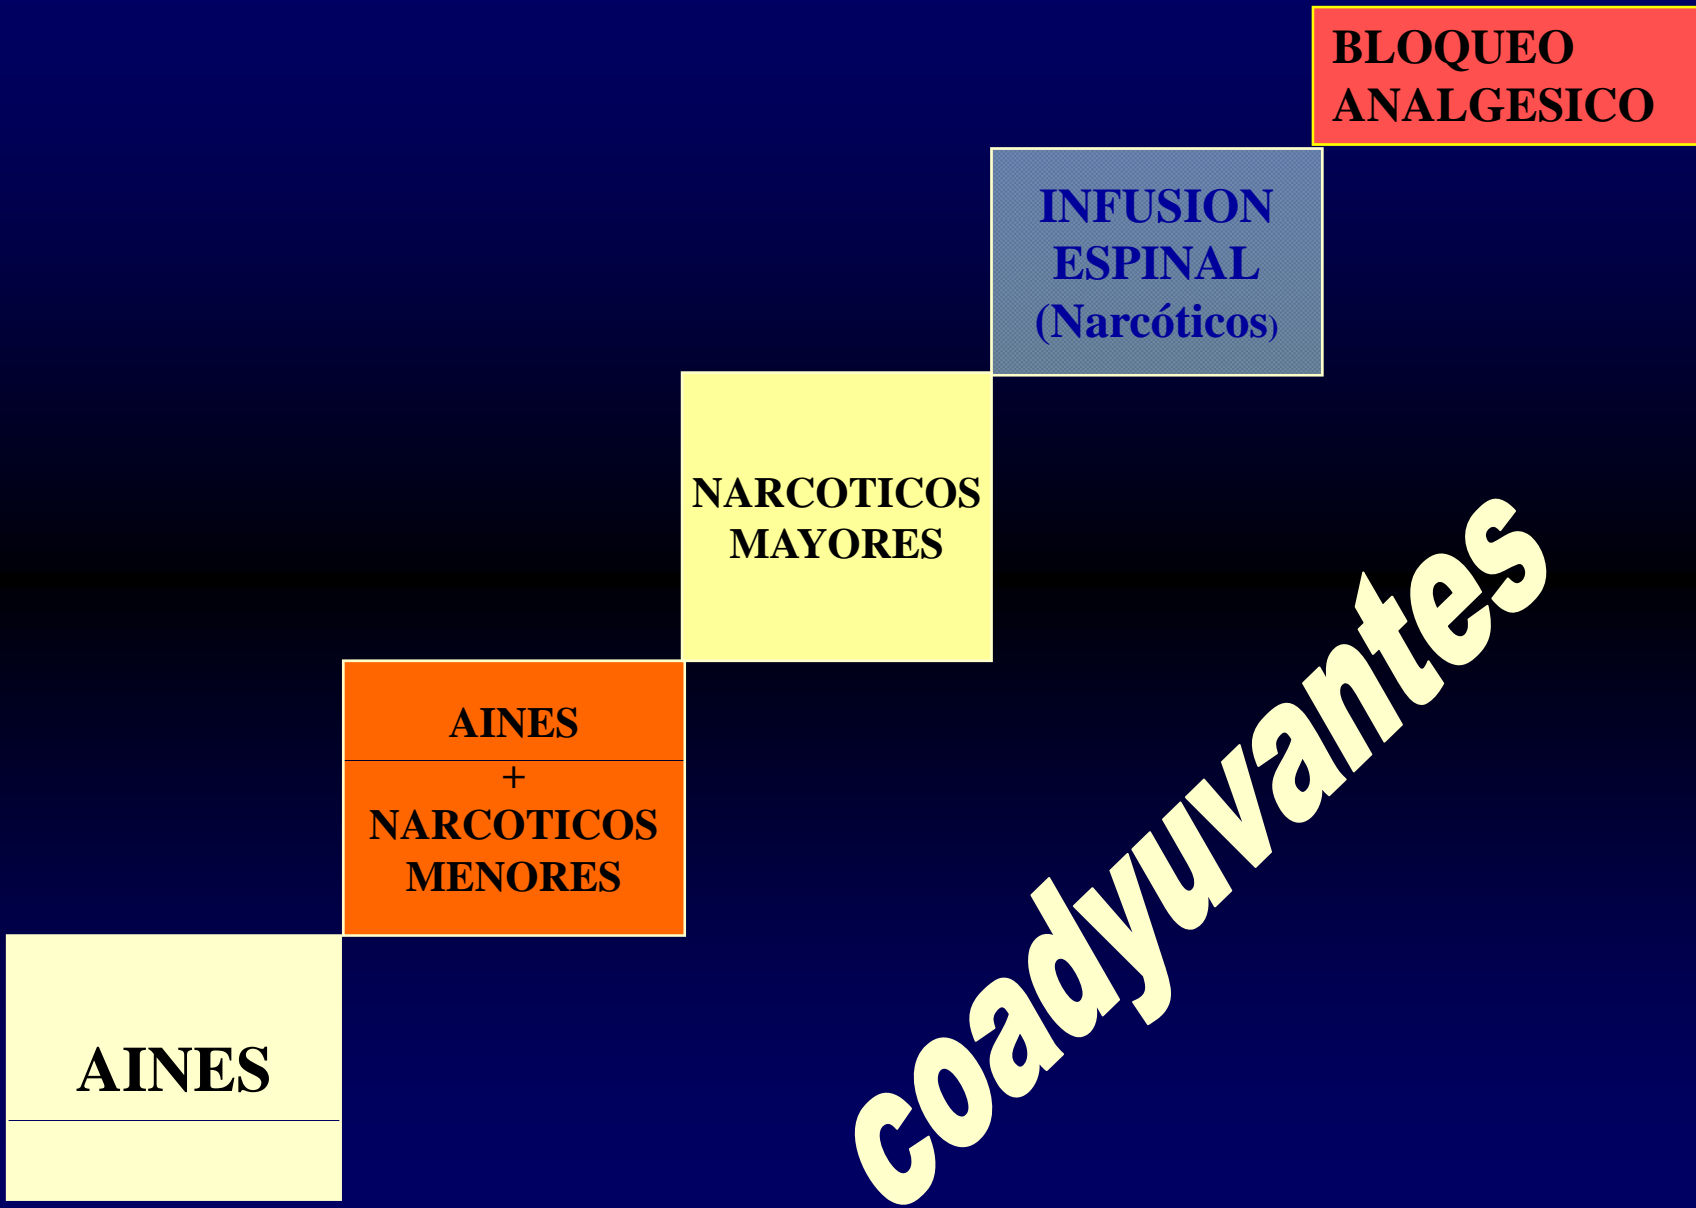 BLOQUEO
ANALGESICO
INFUSION
ESPINAL
(Narcóticos)
NARCOTICOS
MAYORES
AINES
+
NARCOTICOS
MENORES
AINES
coadyuvantes